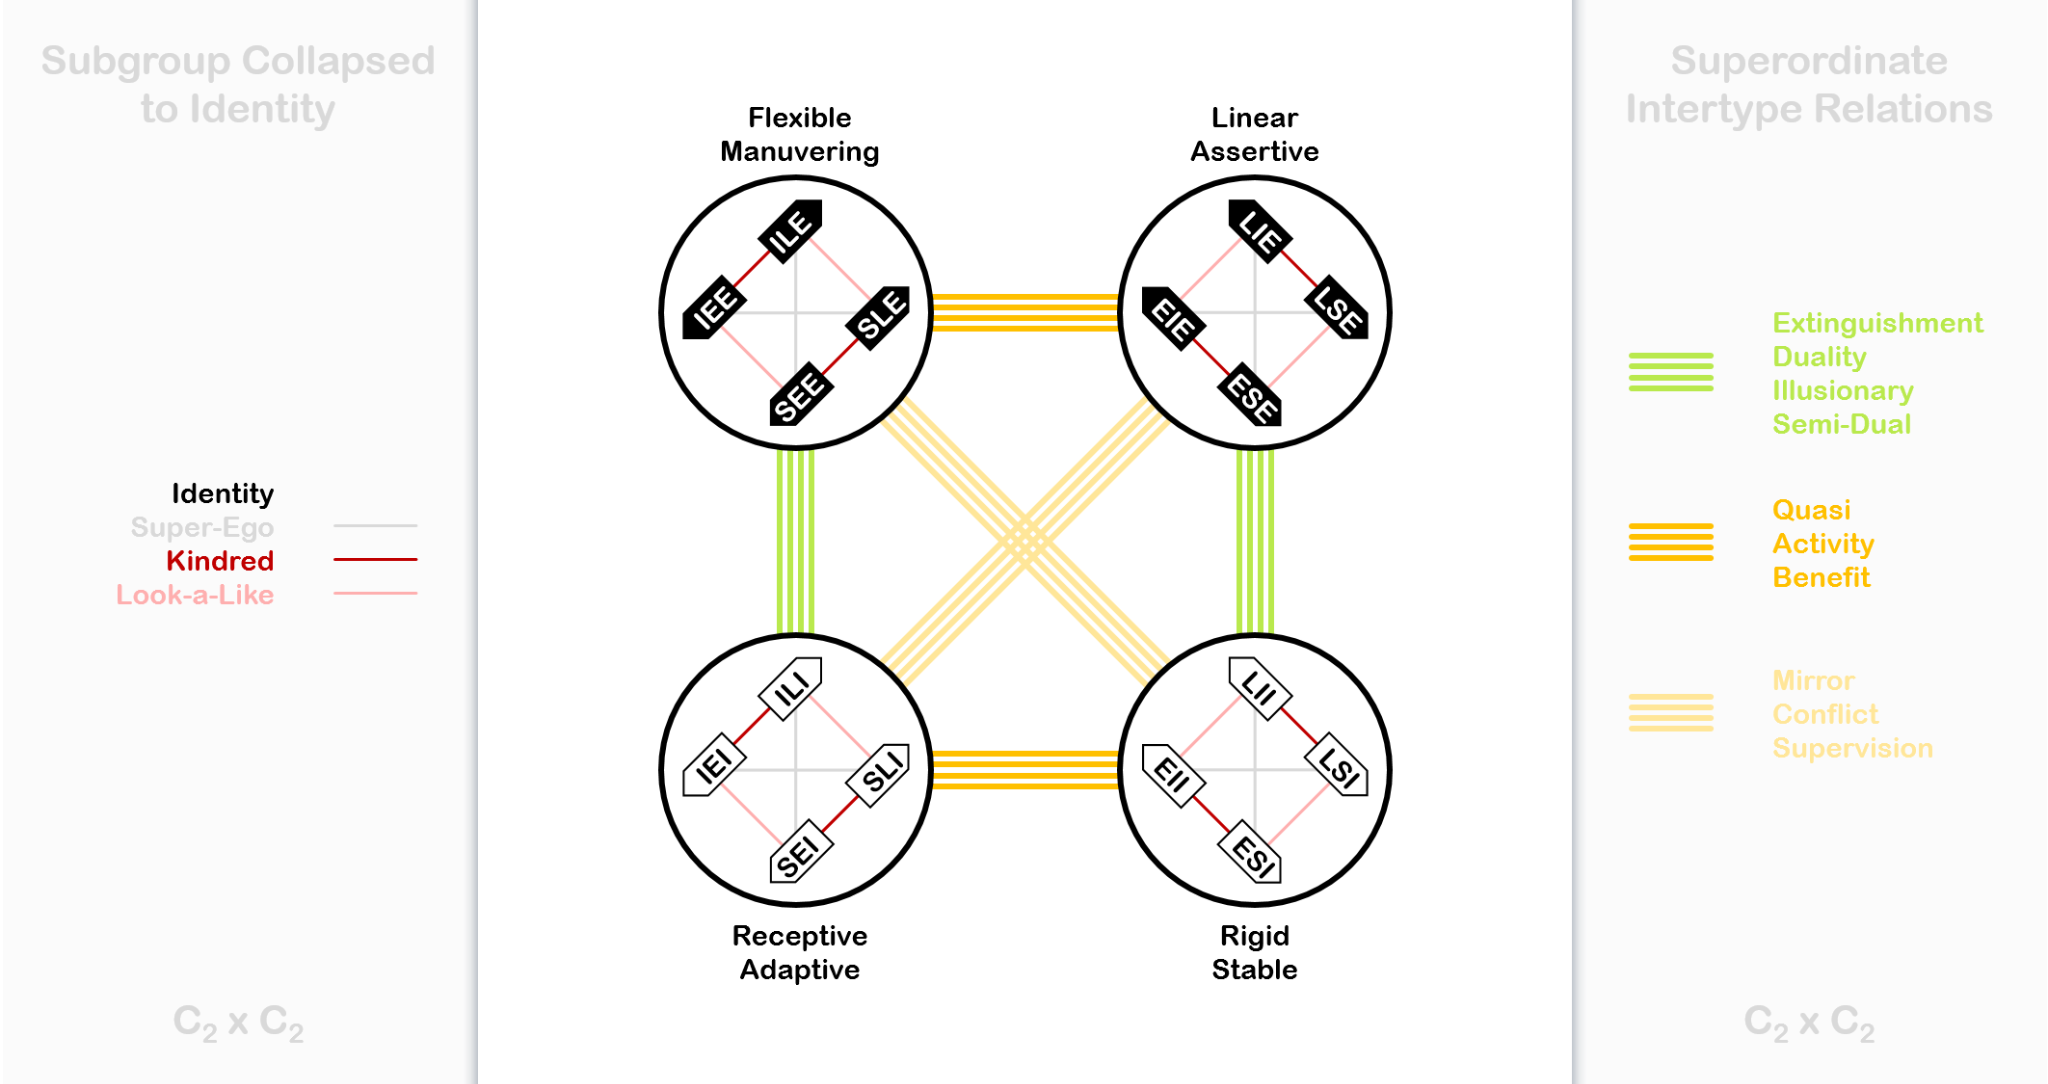 Subgroup Collapsed
to Identity
Identity
Super-Ego
Kindred
Look-a-Like
C2 x C2
Flexible
Manuvering
Linear
Assertive
ILE
IEE
SLE
SEE
LIE
EIE
LSE
ESE
ILI
IEI
SLI
SEI
LII
EII
LSI
ESI
Receptive
Adaptive
Rigid
Stable
Superordinate
Intertype Relations
Extinguishment
Duality
Illusionary
Semi-Dual
Quasi
Activity
Benefit
Mirror
Conflict
Supervision
C2 x C2